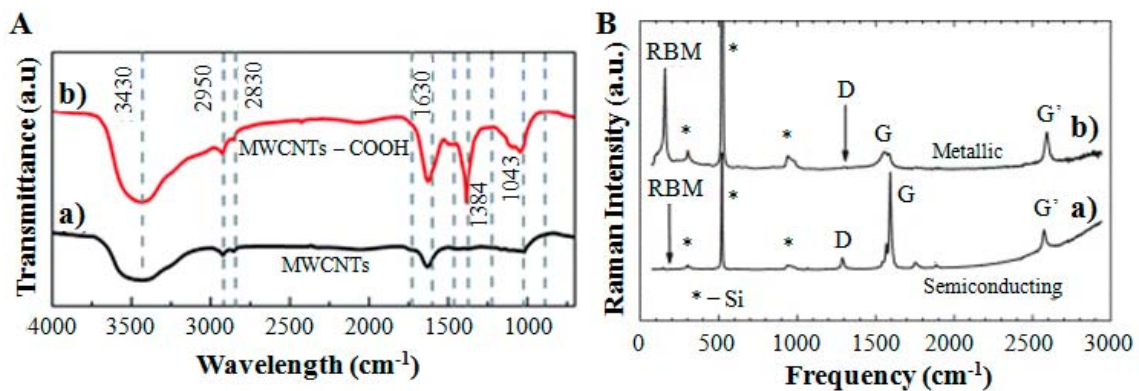 A
Transmittance (a.u)
3430
2950
2830
1630
1384
1043
b)
MWCNTs – COOH
a)
MWCNTs
4000 3500 3000 2500 2000 1500 1000
Wavelength (cm-1)
B
Raman Intensity (a.u.)
RBM
*
*
*
D
G
G'
b)
Metallic
RBM
*
*
*
D
G
G'
a)
* – Si
Semiconducting
0 500 1000 1500 2000 2500 3000
Frequency (cm-1)